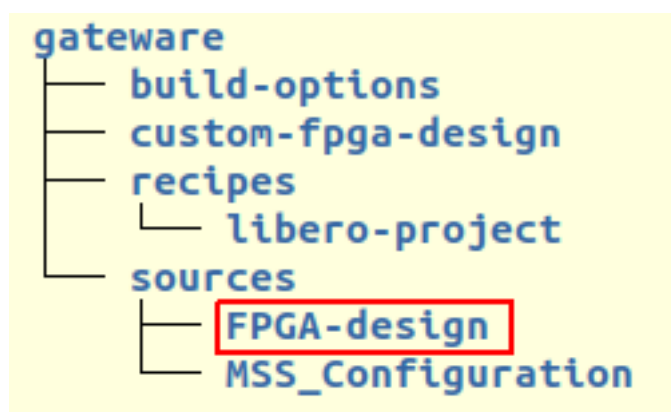 gateware
build-options
custom-fpga-design
recipes
libero-project
sources
FPGA-design
MSS_Configuration